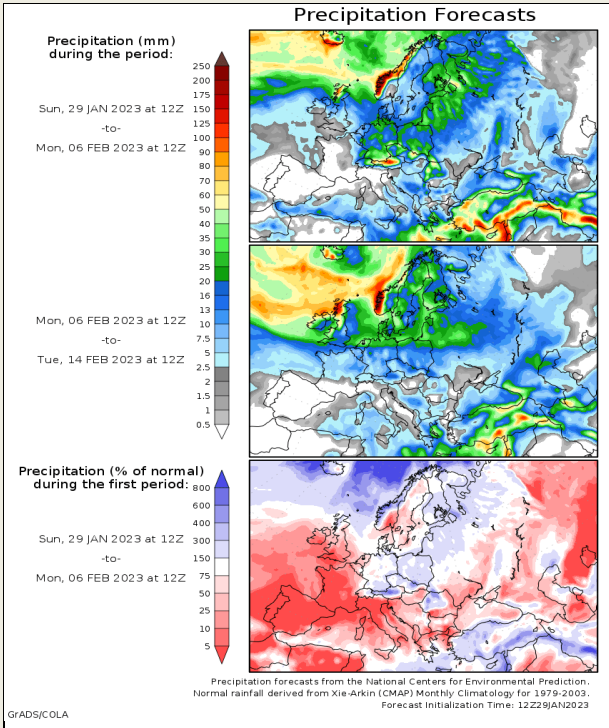 Precipitation Forecasts
Precipitation (mm)
during the period:
Sun, 29 JAN 2023 at 12Z
-to-
Mon, 06 FEB 2023 at 12Z
250
200
175
150
125
100
90
80
70
60
50
40
35
30
25
20
16
13
10
7.5
5
2.5
2
1.5
1
0.5
Mon, 06 FEB 2023 at 12Z
-to-
Tue, 14 FEB 2023 at 12Z
Precipitation (% of normal)
during the first period:
Sun, 29 JAN 2023 at 12Z
-to-
Mon, 06 FEB 2023 at 12Z
800
600
400
300
150
75
50
25
10
5
Precipitation forecasts from the National Centers for Environmental Prediction.
Normal rainfall derived from Xie-Arkin (CMAP) Monthly Climatology for 1979-2003.
Forecast Initialization Time: 12Z29JAN2023
GrADS/COLA